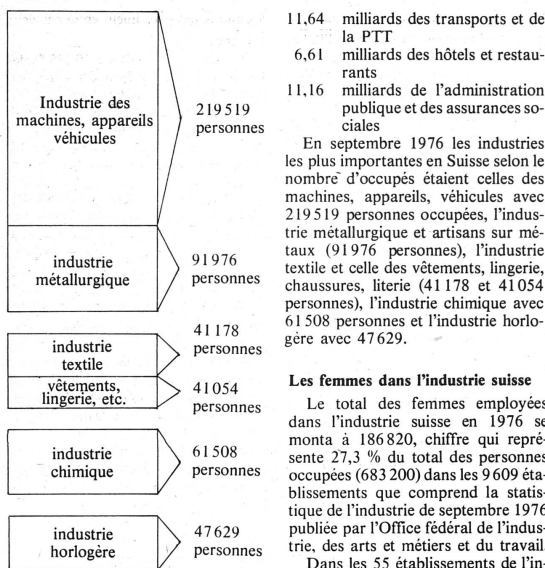 Industrie des
machines, appareils
véhicules
219 519
personnes
industrie
métallurgique
91 976
personnes
industrie
textile
41 178
personnes
vêtements,
lingerie, etc.
41 054
personnes
industrie
chimique
61 508
personnes
industrie
horlogère
47 629
personnes
11,64 milliards des transports et de
la PTT
6,61 milliards des hôtels et restau-
rants
11,16 milliards de l'administration
publique et des assurances so-
ciales
En septembre 1976 les industries
les plus importantes en Suisse selon le
nombre d'occupés étaient celles des
machines, appareils, véhicules avec
219 519 personnes occupées, l'indus-
trie métallurgique et artisans sur mé-
taux (91 976 personnes), l'industrie
textile et celle des vêtements, lingerie,
chaussures, literie (41 178 et 41 054
personnes), l'industrie chimique avec
61 508 personnes et l'industrie horlo-
gère avec 47 629.
Les femmes dans l'industrie suisse
Le total des femmes employées
dans l'industrie suisse en 1976 se
monta à 186 820, chiffre qui repré-
sente 27,3 % du total des personnes
occupées (683 200) dans les 9 609 éta-
blissements que comprend la statis-
tique de l'industrie de septembre 1976
publiée par l'Office fédéral de l'indus-
trie, des arts et métiers et du travail.
Dans les 55 établissements de l'in-